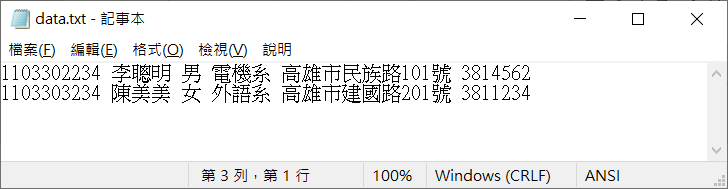 data.txt - 記事本
檔案(F) 編輯(E) 格式(O) 檢視(V) 說明
1103302234 李聰明 男 電機系 高雄市民族路101號 3814562
1103303234 陳美美 女 外語系 高雄市建國路201號 3811234
第 3 列，第 1 行 100% Windows (CRLF) ANSI